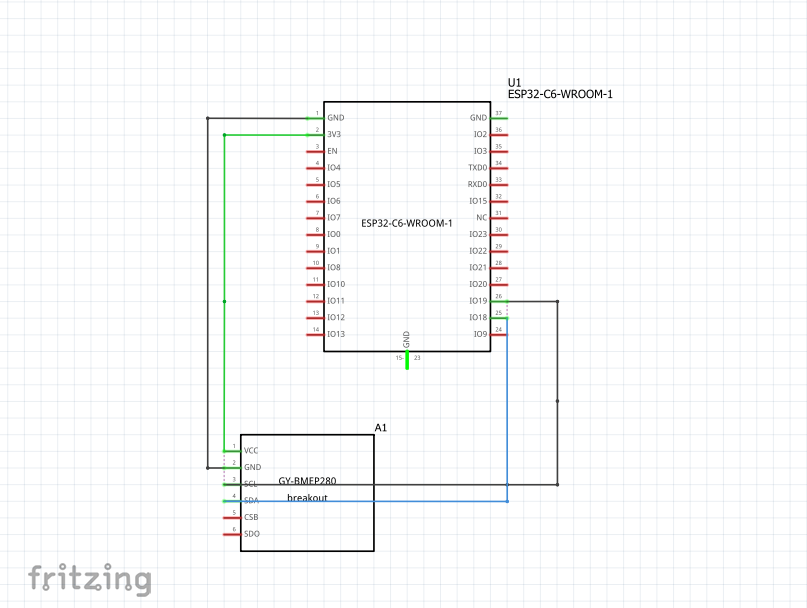 U1
ESP32-C6-WROOM-1
1 GND
2 3V3
3 EN
4 IO4
5 IO5
6 IO6
7 IO7
8 IO0
9 IO1
10 IO8
11 IO10
12 IO11
13 IO12
14 IO13
ESP32-C6-WROOM-1
GND 37
IO2 36
IO3 35
TXD0 34
RXD0 33
IO15 32
NC 31
IO23 30
IO22 29
IO21 28
IO20 27
IO19 26
IO18 25
IO9 24
GND
15- 23
A1
1 VCC
2 GND
3 SCL
4 SDA
5 CSB
6 SDO
GY-BMEP280
breakout
fritzing